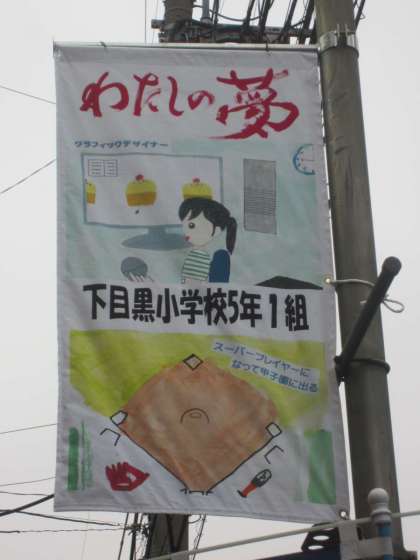 わたしの夢
グラフィックデザイナー
下目黒小学校5年1組
スーパープレイヤーに
なって甲子園に出る